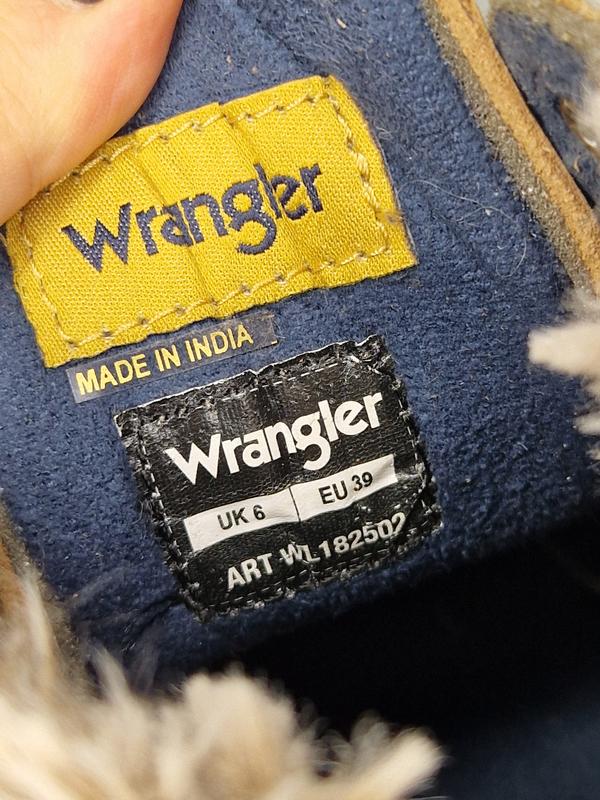 Wrangler
MADE IN INDIA
Wrangler
UK 6 EU 39
ART WL182502